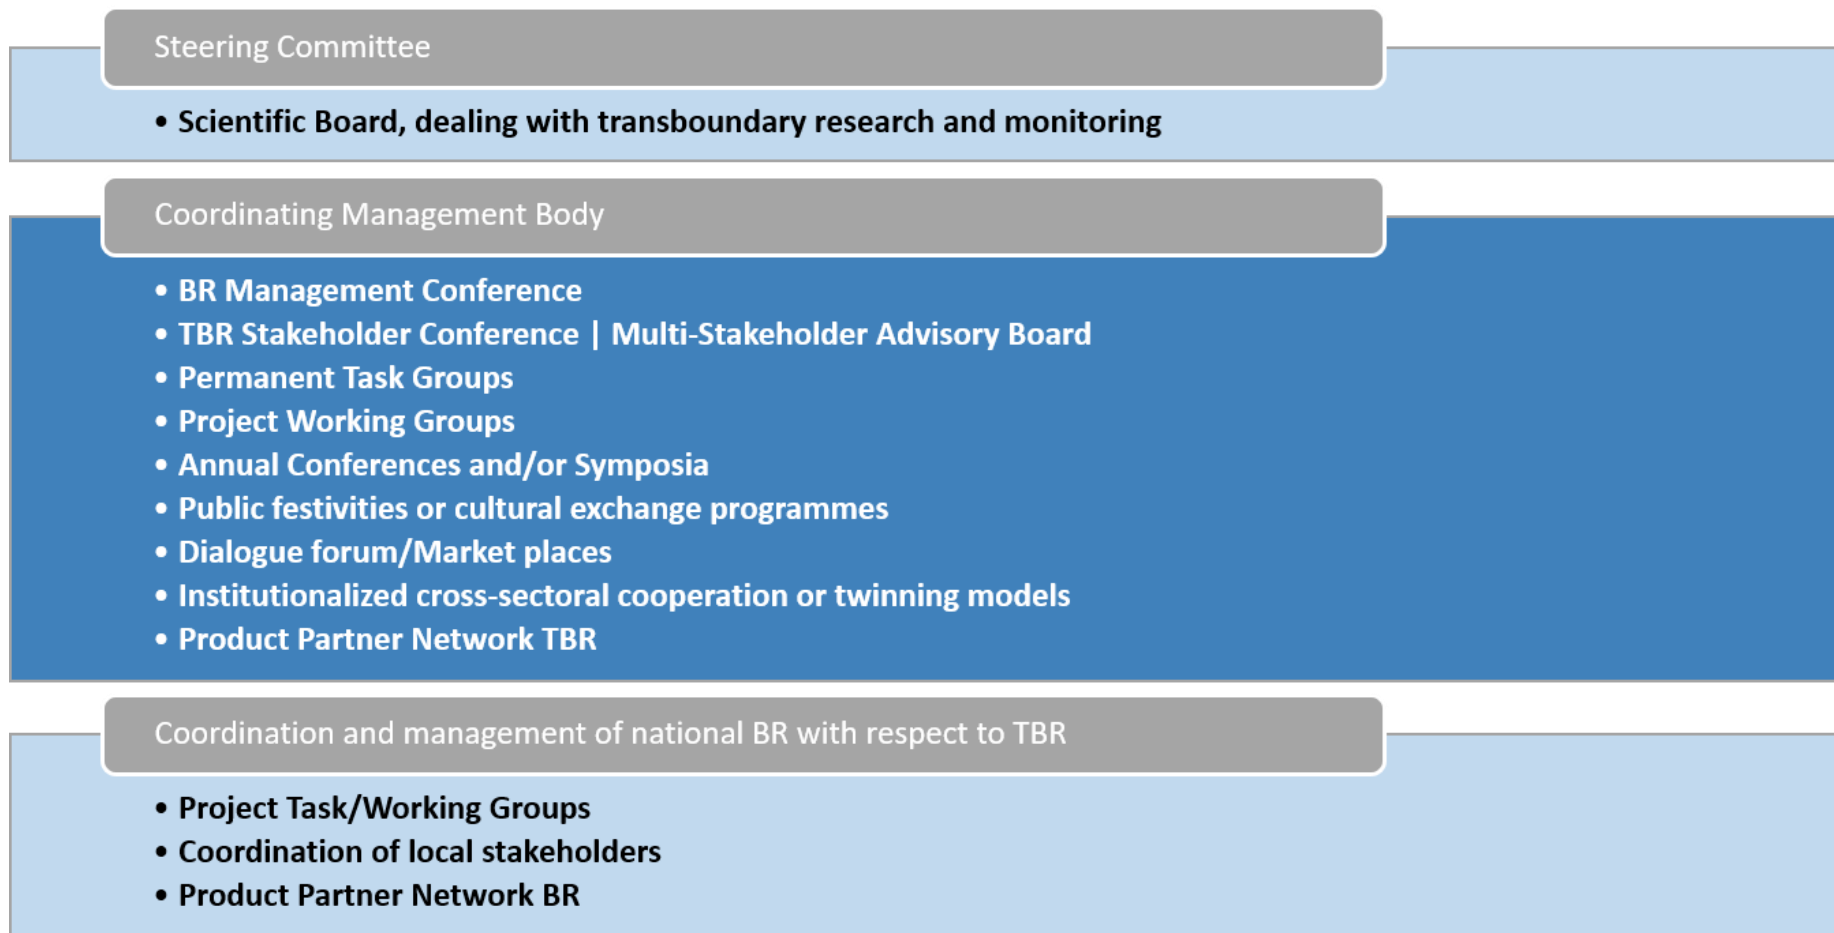 Steering Committee
• Scientific Board, dealing with transboundary research and monitoring
Coordinating Management Body
• BR Management Conference
• TBR Stakeholder Conference | Multi-Stakeholder Advisory Board
• Permanent Task Groups
• Project Working Groups
• Annual Conferences and/or Symposia
• Public festivities or cultural exchange programmes
• Dialogue forum/Market places
• Institutionalized cross-sectoral cooperation or twinning models
• Product Partner Network TBR
Coordination and management of national BR with respect to TBR
• Project Task/Working Groups
• Coordination of local stakeholders
• Product Partner Network BR